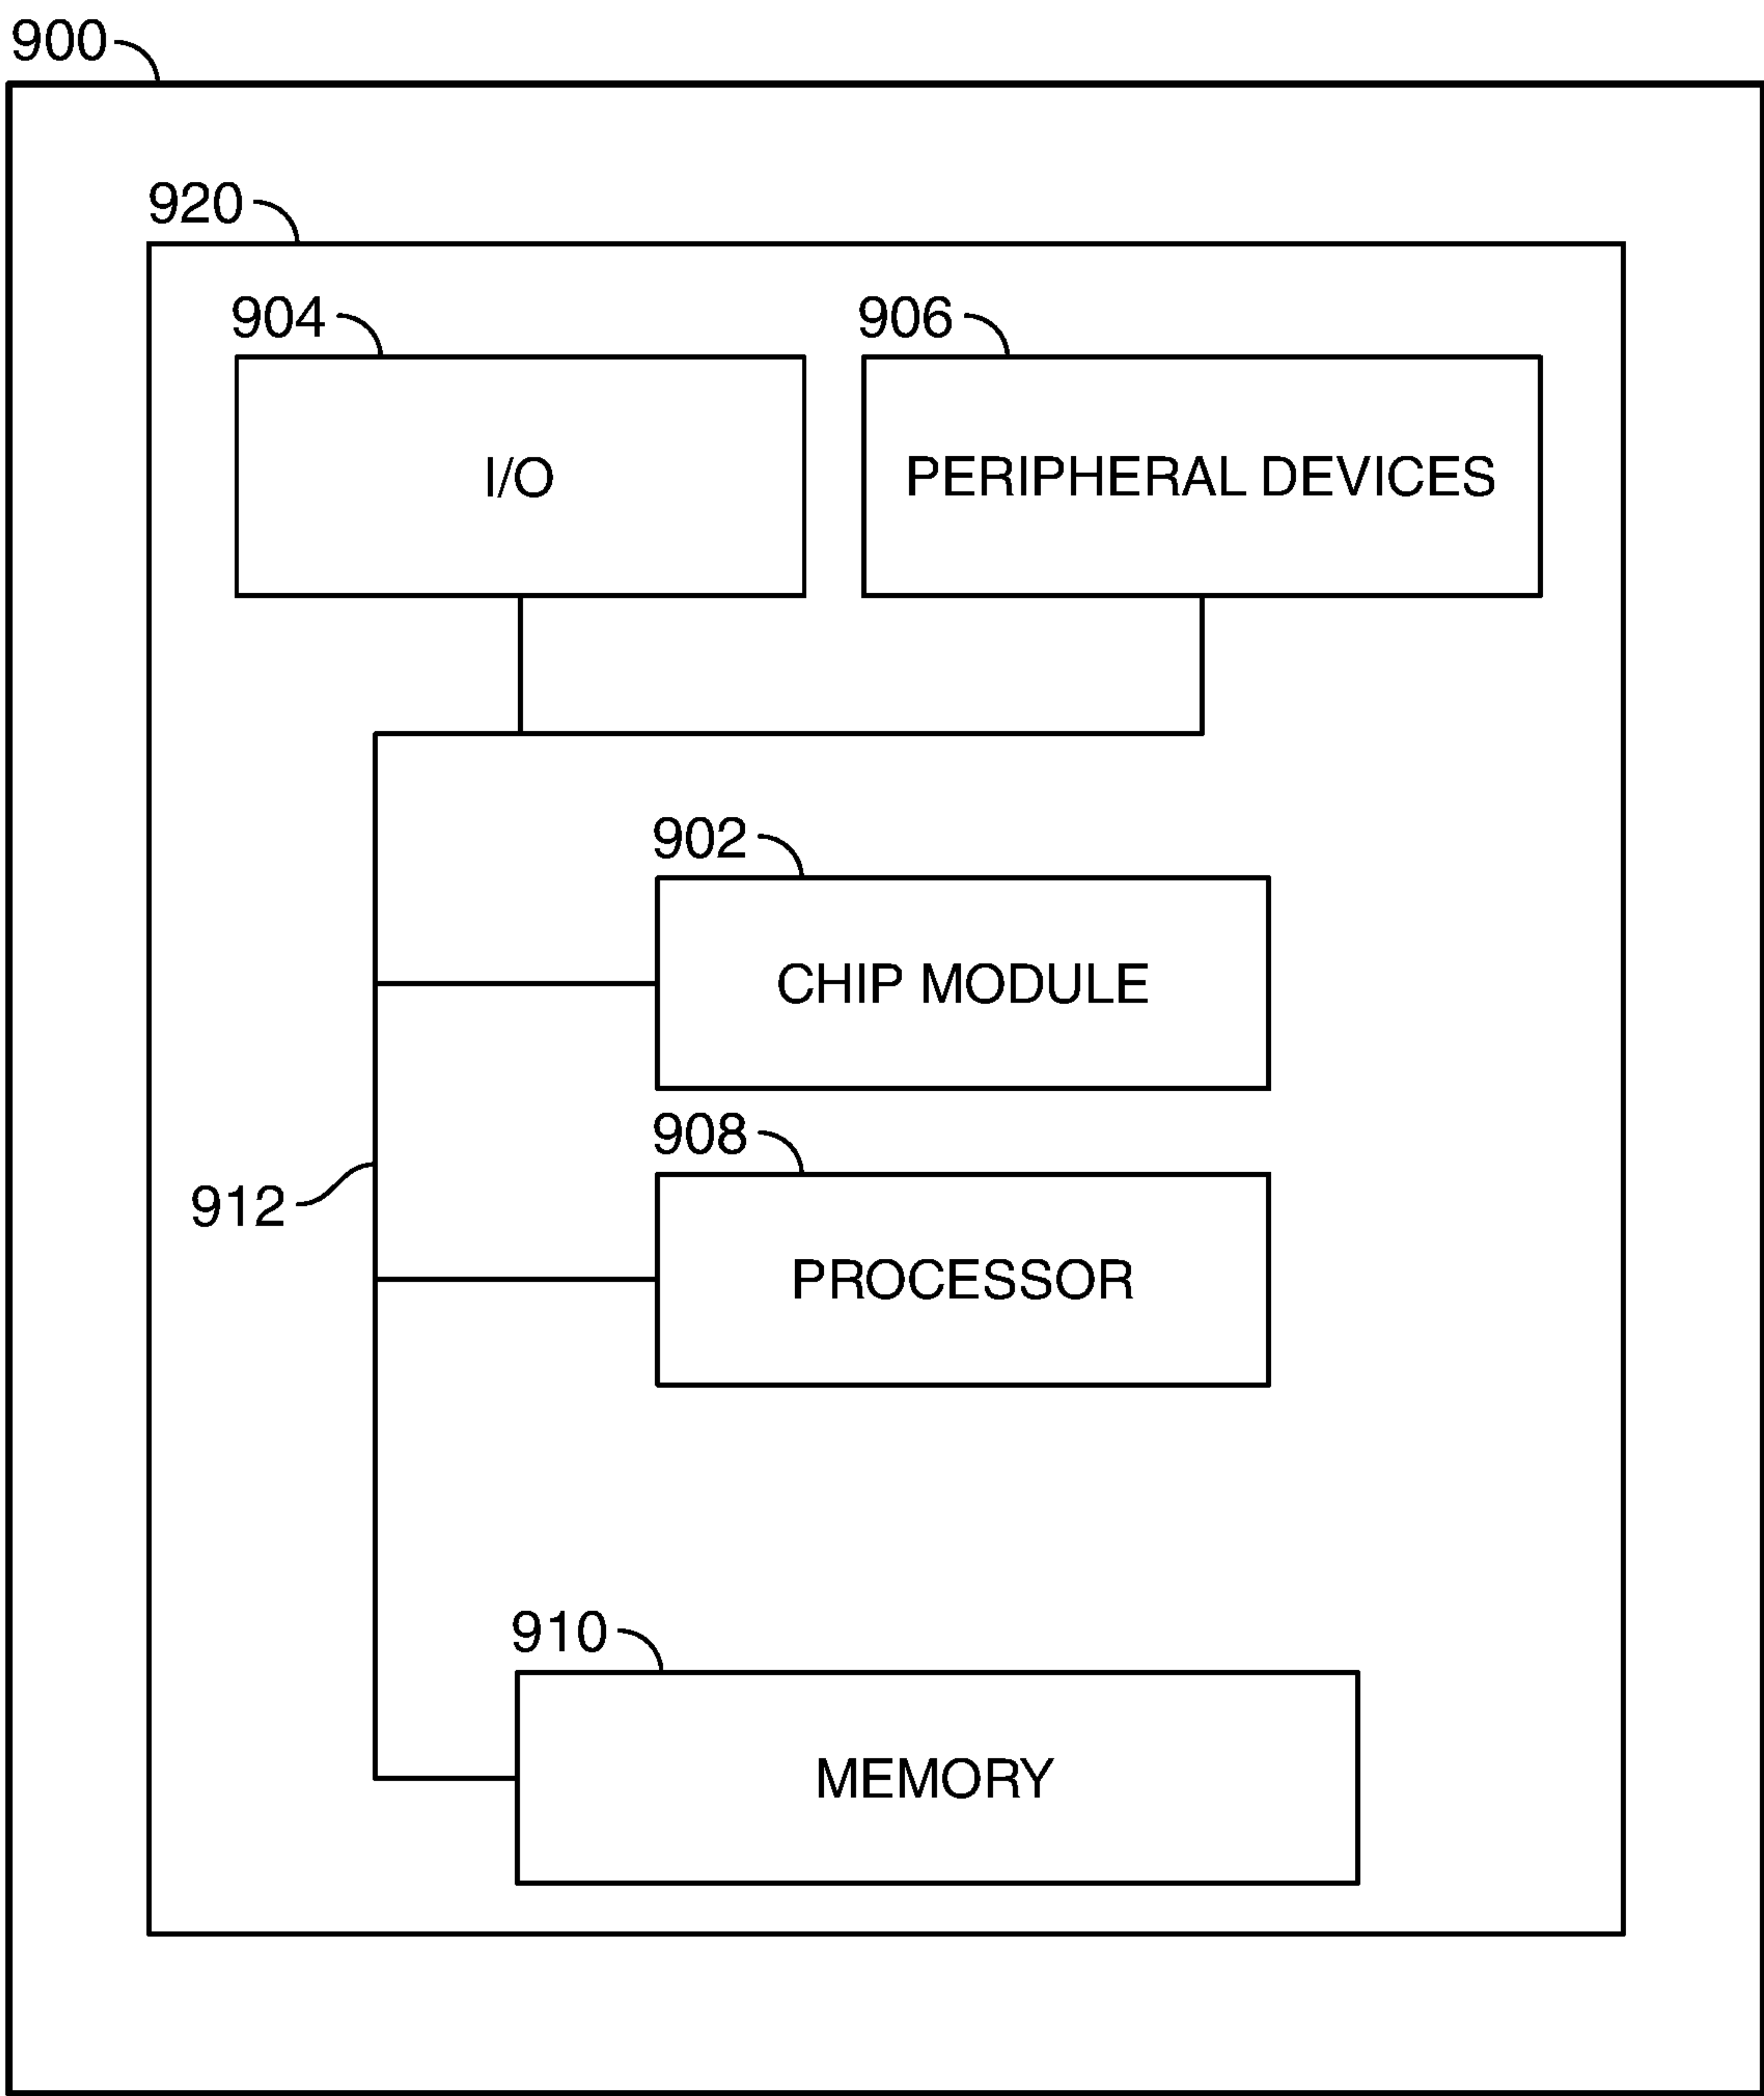 900
920
904
906
I/O
PERIPHERAL DEVICES
902
CHIP MODULE
908
912
PROCESSOR
910
MEMORY